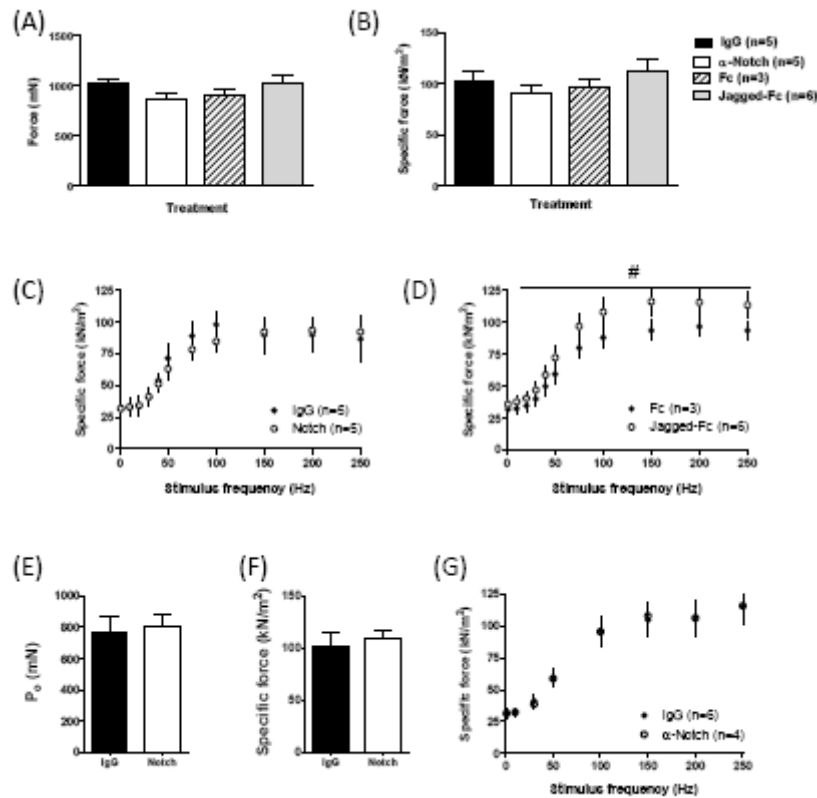 (A)
1500
1000
500
0
Force (mN)
Treatment
(B)
150
100
50
0
Specific force (kN/m²)
Treatment
IgG (n=5)
α-Notch (n=5)
Fc (n=3)
Jagged-Fc (n=6)
(C)
125
100
75
50
25
0
Specific force (kN/m²)
0 50 100 150 200 250
Stimulus frequency (Hz)
IgG (n=5)
Notch (n=5)
(D)
#
125
100
75
50
25
0
Specific force (kN/m²)
0 50 100 150 200 250
Stimulus frequency (Hz)
Fc (n=3)
Jagged-Fc (n=5)
(E)
1000
800
600
400
200
0
P₀ (mN)
IgG Notch
(F)
150
100
50
0
Specific force (kN/m²)
IgG Notch
(G)
125
100
75
50
25
0
Specific force (kN/m²)
0 50 100 150 200 250
Stimulus frequency (Hz)
IgG (n=5)
α-Notch (n=4)